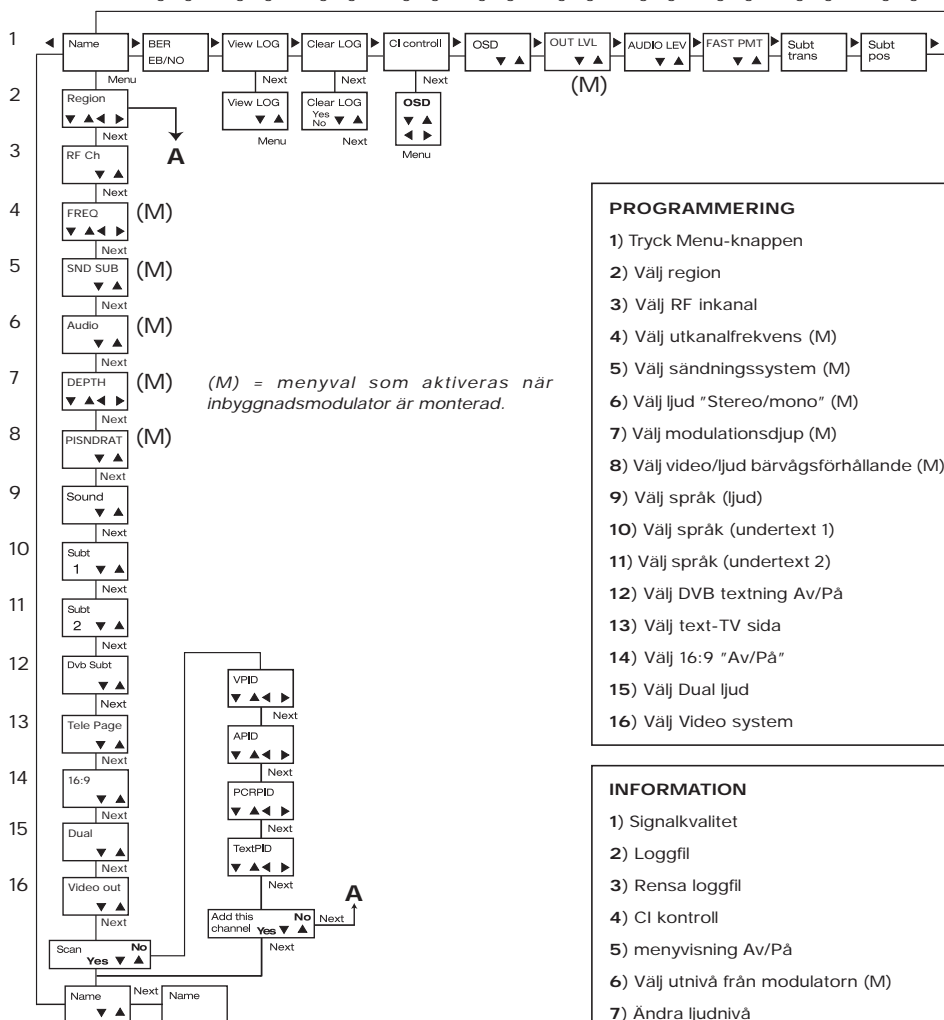 1
Name
BER
EB/NO
View LOG
Clear LOG
CI controll
OSD
OUT LVL
AUDIO LEV
FAST PMT
Subt
trans
Subt
pos
Menu
Next
Next
Next
(M)
2
Region
View LOG
Clear LOG
Yes
No
OSD
Next
A
Menu
Next
Menu
3
RF Ch
Next
4
FREQ
(M)
Next
5
SND SUB
(M)
Next
6
Audio
(M)
Next
7
DEPTH
(M)
Next
8
PISNDRAT
(M)
Next
9
Sound
Next
10
Subt
1
Next
11
Subt
2
Next
12
Dvb Subt
Next
13
Tele Page
Next
14
16:9
Next
15
Dual
Next
16
Video out
Next
Scan
No
Yes
Name
Next
Name
VPID
Next
APID
Next
PCRPID
Next
TextPID
Next
Add this
channel
No
Yes
Next
A
Next
(M) = menyval som aktiveras när
inbyggnadsmodulator är monterad.
PROGRAMMERING
1) Tryck Menu-knappen
2) Välj region
3) Välj RF inkanal
4) Välj utkanalfrekvens (M)
5) Välj sändningssystem (M)
6) Välj ljud "Stereo/mono" (M)
7) Välj modulationsdjup (M)
8) Välj video/ljud bärvågsförhållande (M)
9) Välj språk (ljud)
10) Välj språk (undertext 1)
11) Välj språk (undertext 2)
12) Välj DVB textning Av/På
13) Välj text-TV sida
14) Välj 16:9 "Av/På"
15) Välj Dual ljud
16) Välj Video system
INFORMATION
1) Signalkvalitet
2) Loggfil
3) Rensa loggfil
4) CI kontroll
5) menyvisning Av/På
6) Välj utnivå från modulatorn (M)
7) Ändra ljudnivå